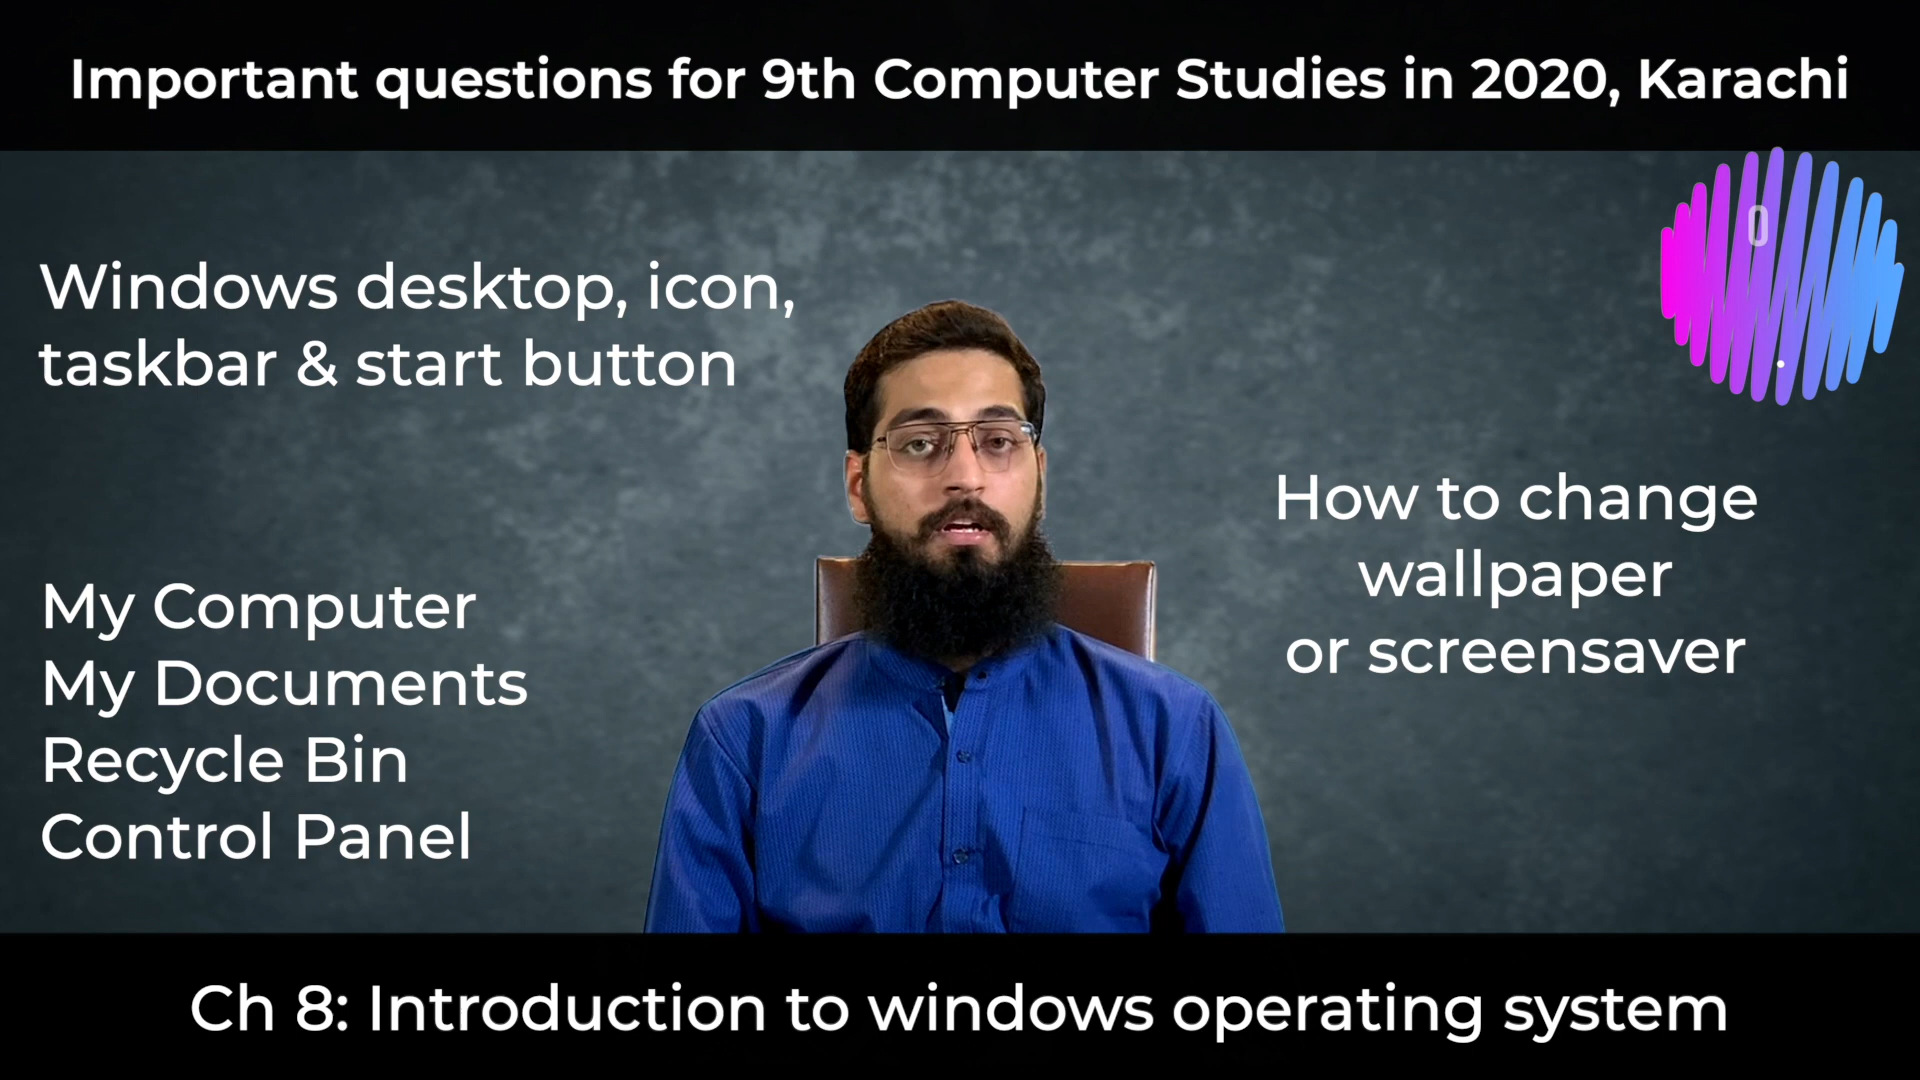 Important questions for 9th Computer Studies in 2020, Karachi
Windows desktop, icon,
taskbar & start button
My Computer
My Documents
Recycle Bin
Control Panel
How to change
wallpaper
or screensaver
Ch 8: Introduction to windows operating system